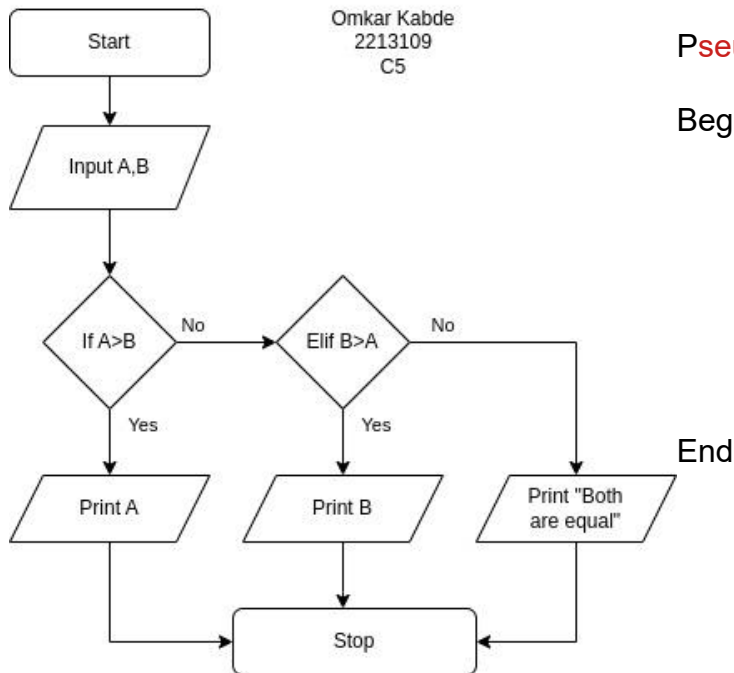 Start
Omkar Kabde
2213109
C5
Input A,B
If A>B
No
Elif B>A
No
Yes
Yes
Print A
Print B
Print "Both
are equal"
Stop
Beg
End